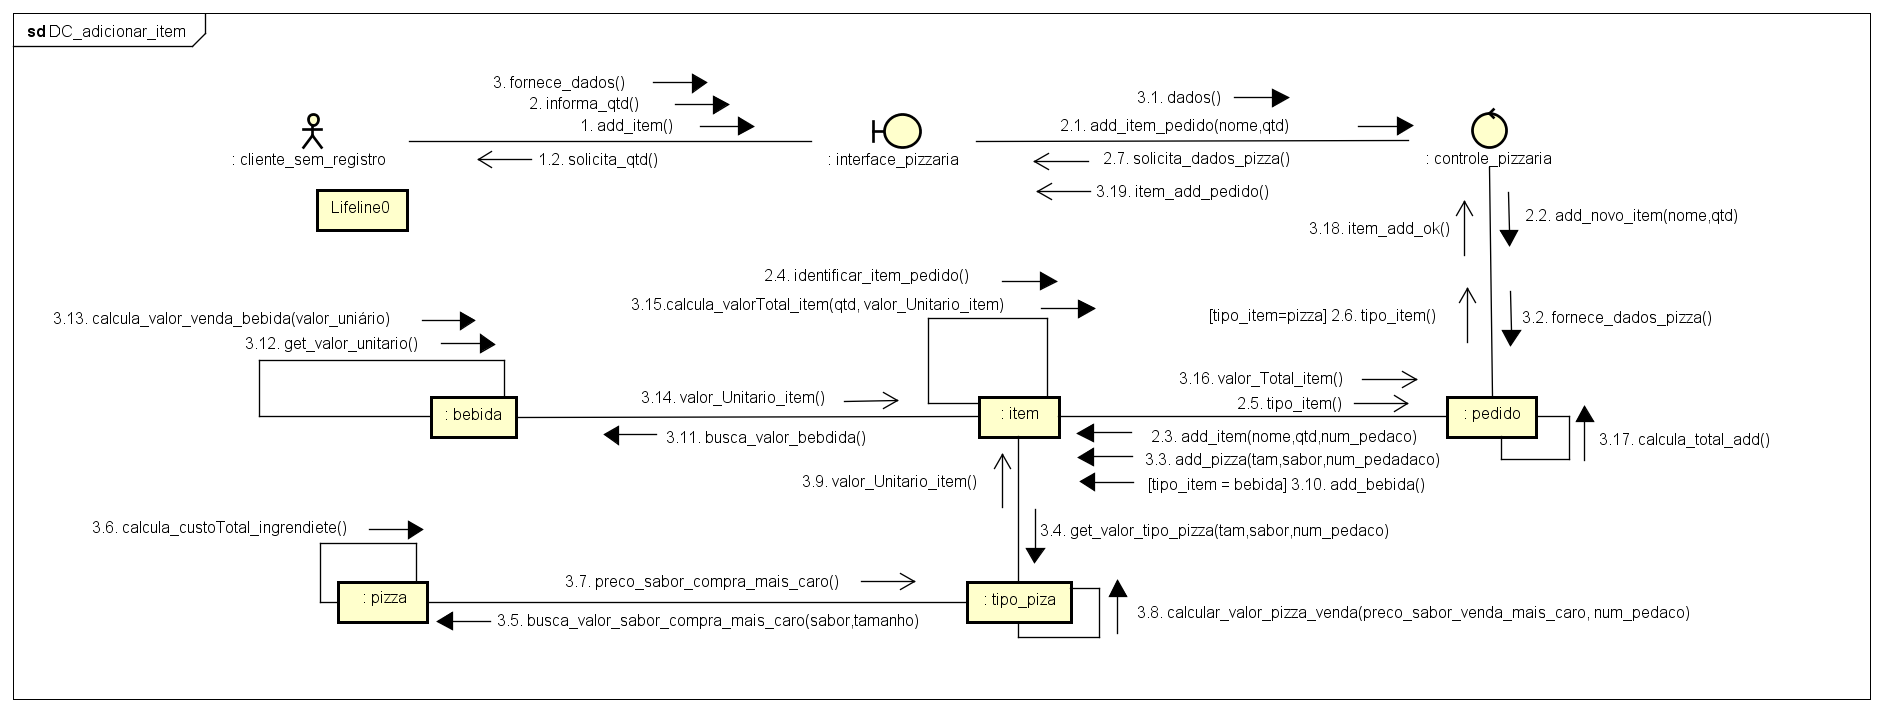 sd DC_adicionar_item
3. fornece_dados()
2. informa_qtd()
1. add_item()
3.1. dados()
2.1. add_item_pedido(nome,qtd)
: cliente_sem_registro
1.2. solicita_qtd()
: interface_pizzaria
2.7. solicita_dados_pizza()
: controle_pizzaria
3.19. item_add_pedido()
Lifeline0
3.18. item_add_ok()
2.2. add_novo_item(nome,qtd)
2.4. identificar_item_pedido()
3.15.calcula_valorTotal_item(qtd, valor_Unitario_item)
3.13. calcula_valor_venda_bebida(valor_uniário)
3.12. get_valor_unitario()
[tipo_item=pizza] 2.6. tipo_item()
3.2. fornece_dados_pizza()
3.16. valor_Total_item()
2.5. tipo_item()
3.14. valor_Unitario_item()
: bebida
: item
: pedido
3.11. busca_valor_bebdida()
2.3. add_item(nome,qtd,num_pedaco)
3.17. calcula_total_add()
3.3. add_pizza(tam,sabor,num_pedadaco)
3.9. valor_Unitario_item()
[tipo_item = bebida] 3.10. add_bebida()
3.6. calcula_custoTotal_ingrendiete()
3.4. get_valor_tipo_pizza(tam,sabor,num_pedaco)
3.7. preco_sabor_compra_mais_caro()
: pizza
: tipo_piza
3.5. busca_valor_sabor_compra_mais_caro(sabor,tamanho)
3.8. calcular_valor_pizza_venda(preco_sabor_venda_mais_caro, num_pedaco)